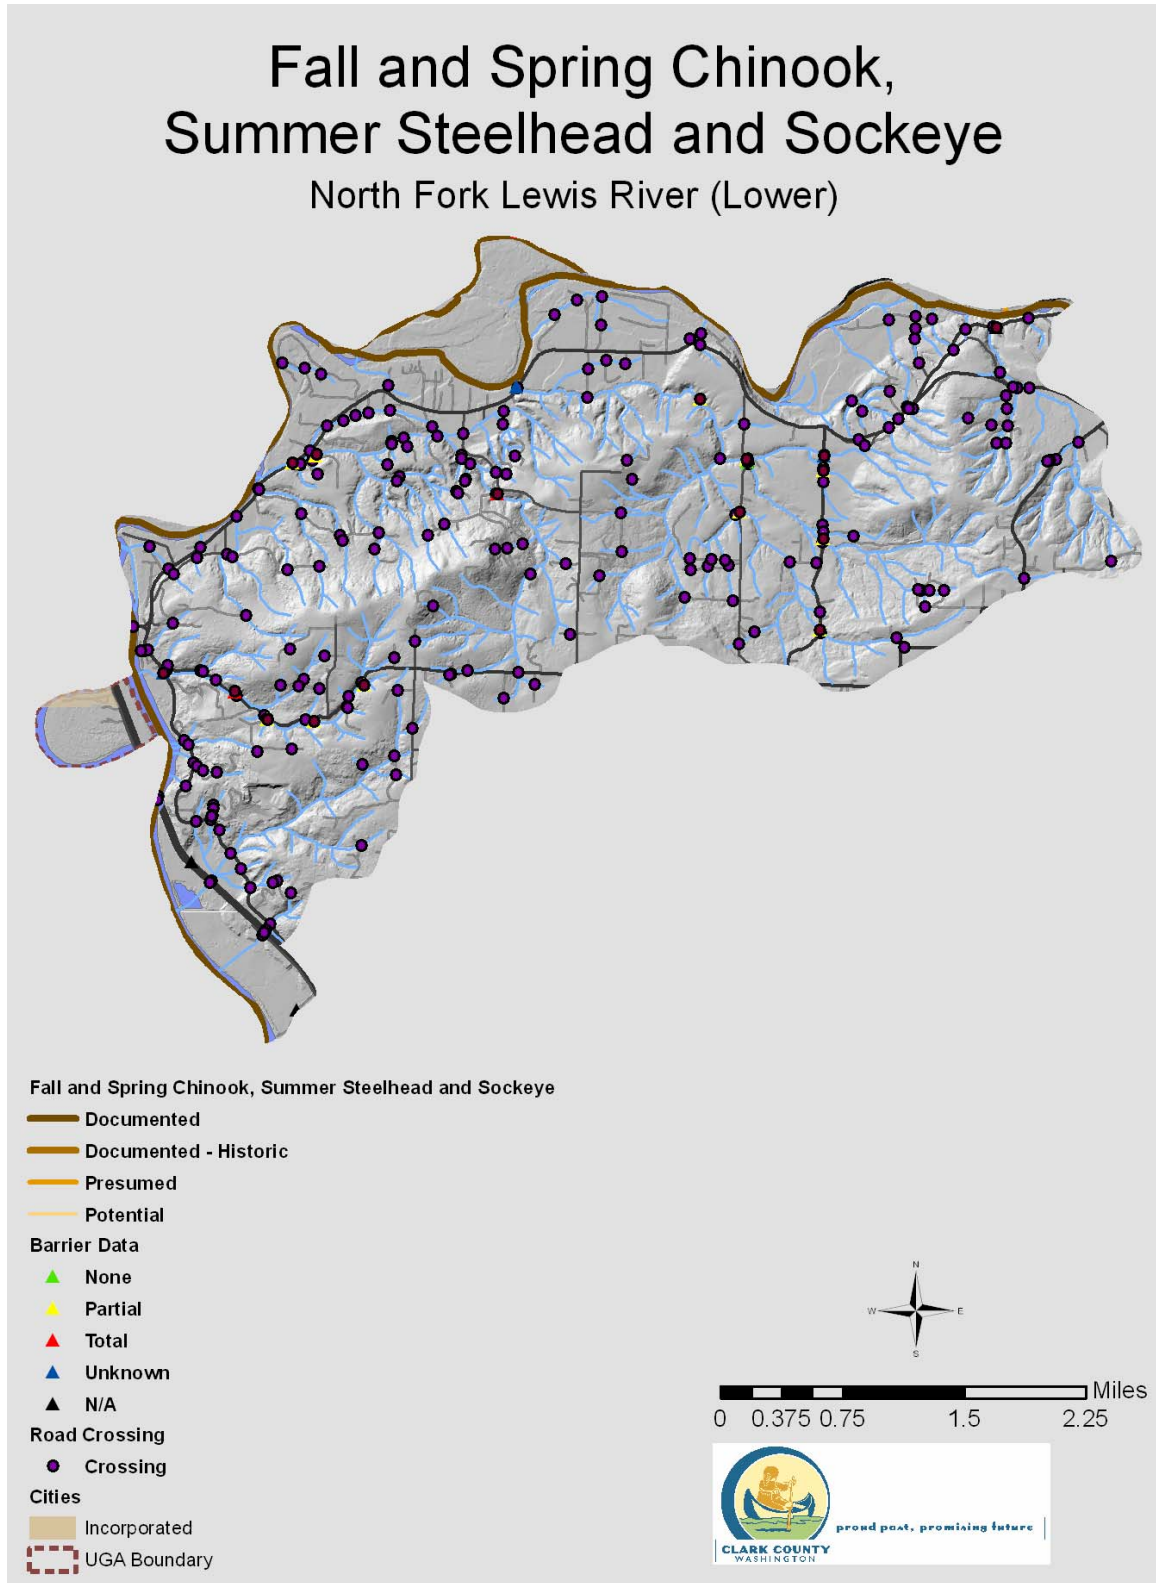 Fall and Spring Chinook,
Summer Steelhead and Sockeye
North Fork Lewis River (Lower)
Fall and Spring Chinook, Summer Steelhead and Sockeye
Documented
Documented - Historic
Presumed
Potential
Barrier Data
None
Partial
Total
Unknown
N/A
Road Crossing
Crossing
Cities
Incorporated
UGA Boundary
N
W E
S
Miles
0 0.375 0.75 1.5 2.25
proud past, promising future
CLARK COUNTY
WASHINGTON